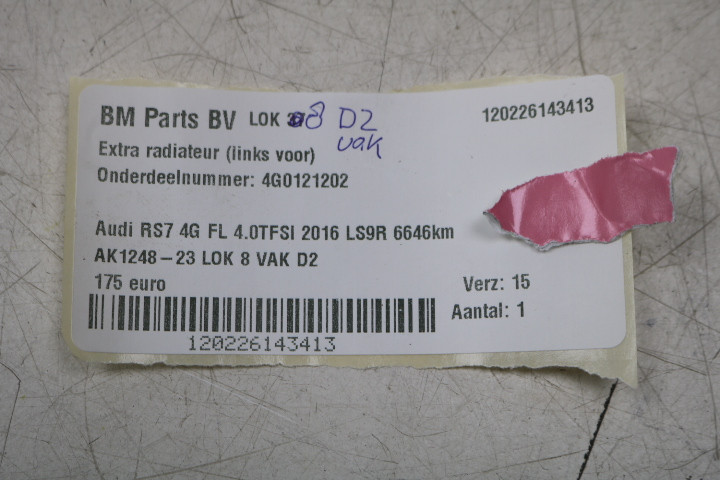 BM Parts BV LOK 8 D2 120226143413
vak
Extra radiateur (links voor)
Onderdeelnummer: 4G0121202
Audi RS7 4G FL 4.0TFSI 2016 LS9R 6646km
AK1248-23 LOK 8 VAK D2
175 euro Verz: 15
Aantal: 1
120226143413